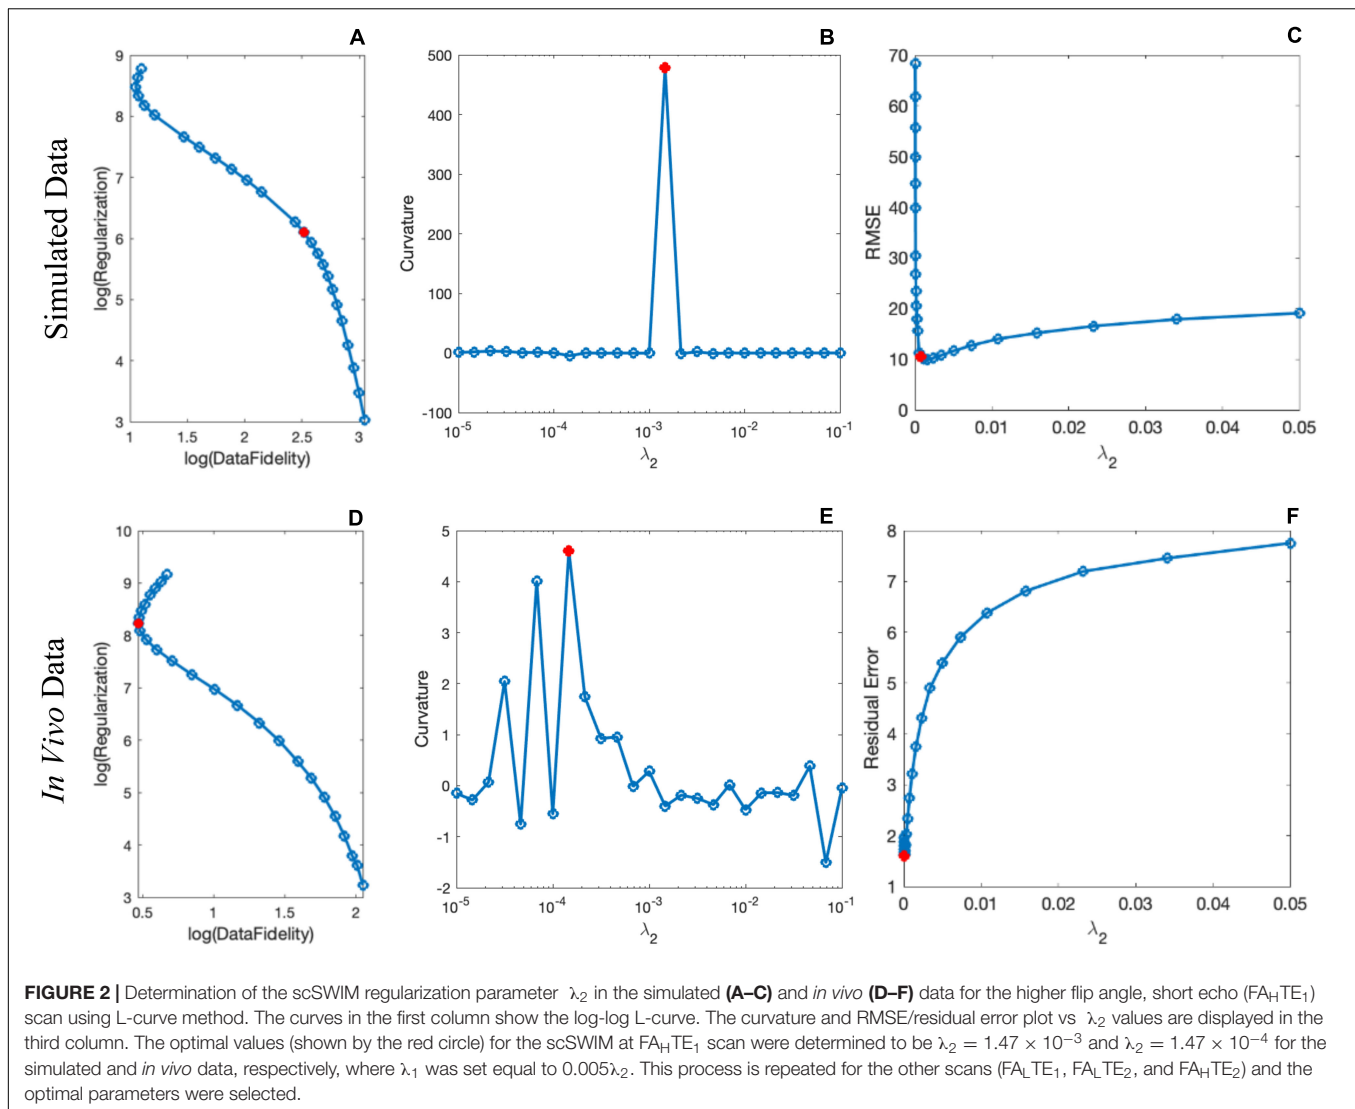 Simulated Data
A
9
8
7
6
5
4
3
log(Regularization)
1 1.5 2 2.5 3
log(DataFidelity)
B
500
400
300
200
100
0
-100
Curvature
10⁻⁵ 10⁻⁴ 10⁻³ 10⁻² 10⁻¹
λ₂
C
70
60
50
40
30
20
10
0
RMSE
0 0.01 0.02 0.03 0.04 0.05
λ₂
In Vivo Data
D
10
9
8
7
6
5
4
3
log(Regularization)
0.5 1 1.5 2
log(DataFidelity)
E
5
4
3
2
1
0
-1
-2
Curvature
10⁻⁵ 10⁻⁴ 10⁻³ 10⁻² 10⁻¹
λ₂
F
8
7
6
5
4
3
2
1
Residual Error
0 0.01 0.02 0.03 0.04 0.05
λ₂
FIGURE 2 | Determination of the scSWIM regularization parameter λ₂ in the simulated (A–C) and in vivo (D–F) data for the higher flip angle, short echo (FA_HTE₁)
scan using L-curve method. The curves in the first column show the log-log L-curve. The curvature and RMSE/residual error plot vs λ₂ values are displayed in the
third column. The optimal values (shown by the red circle) for the scSWIM at FA_HTE₁ scan were determined to be λ₂ = 1.47 × 10⁻³ and λ₂ = 1.47 × 10⁻⁴ for the
simulated and in vivo data, respectively, where λ₁ was set equal to 0.005λ₂. This process is repeated for the other scans (FA_LTE₁, FA_LTE₂, and FA_HTE₂) and the
optimal parameters were selected.